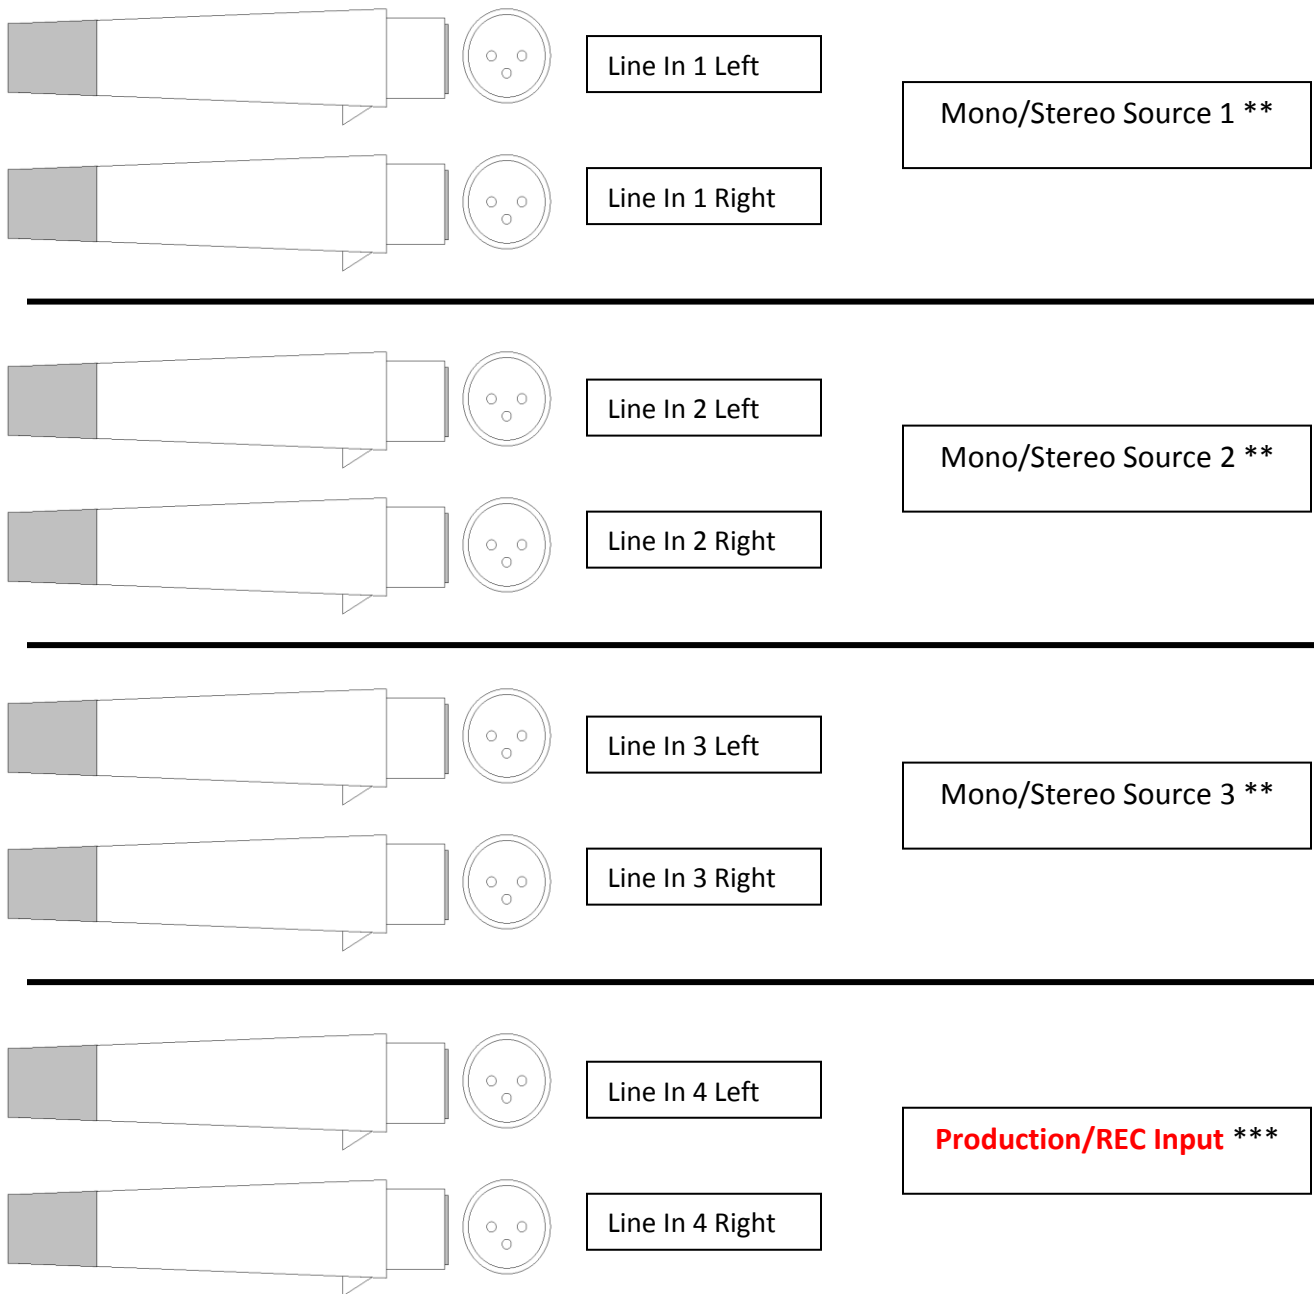 Line In 1 Left
Mono/Stereo Source 1 **
Line In 1 Right
Line In 2 Left
Mono/Stereo Source 2 **
Line In 2 Right
Line In 3 Left
Mono/Stereo Source 3 **
Line In 3 Right
Line In 4 Left
Production/REC Input ***
Line In 4 Right